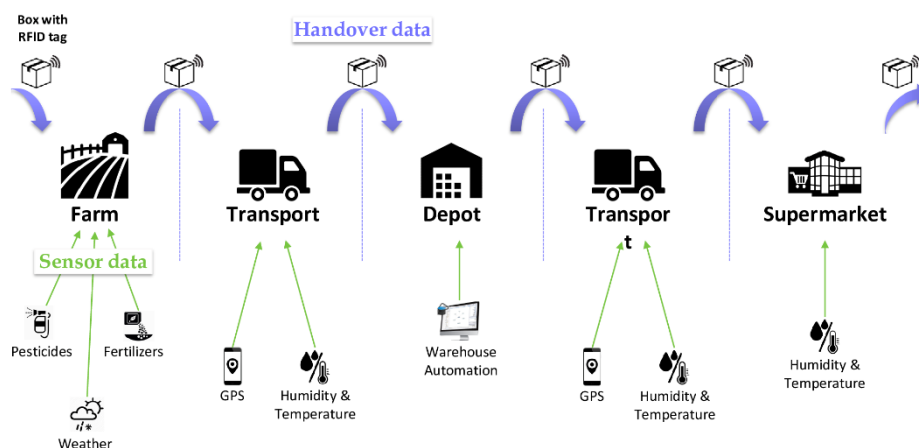 Box with
RFID tag
Handover data
Farm
Transport
Depot
Transpor
t
Supermarket
Sensor data
Pesticides
Fertilizers
Weather
GPS
Humidity &
Temperature
Warehouse
Automation
GPS
Humidity &
Temperature
Humidity &
Temperature